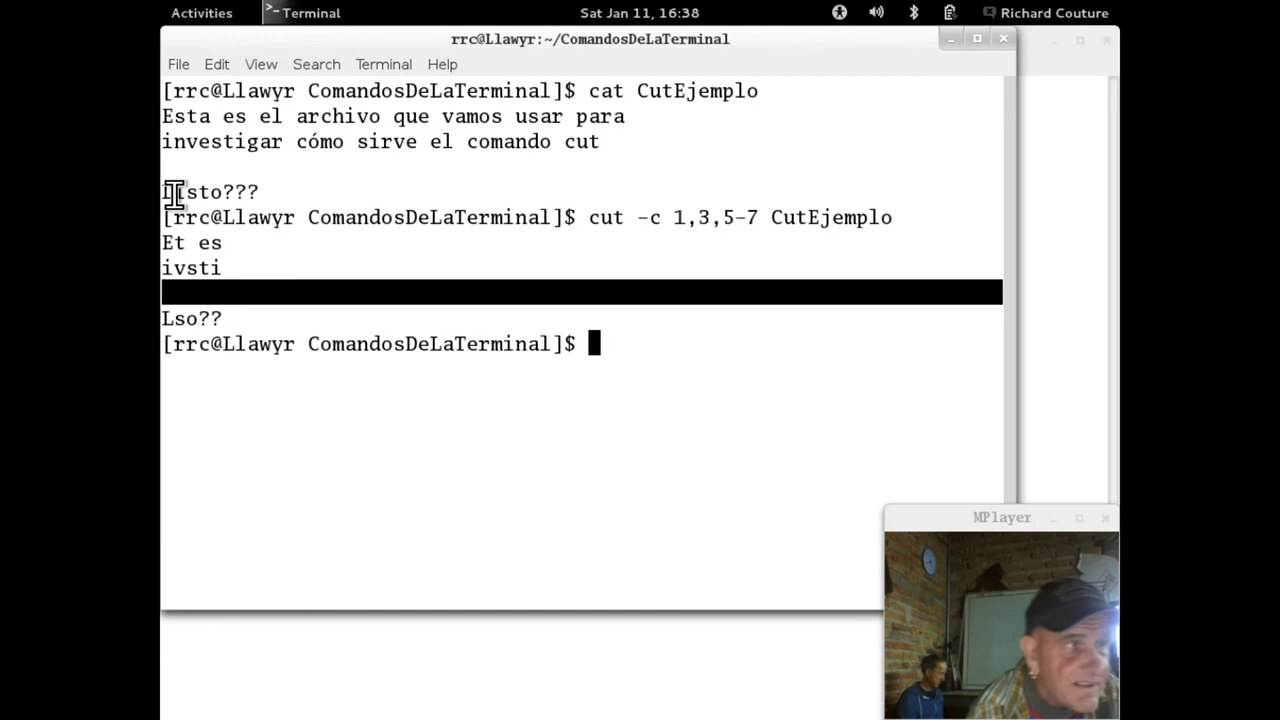 Activities Terminal Sat Jan 11, 16:38 Richard Couture
rrc@Llawyr:~/ComandosDeLaTerminal
File Edit View Search Terminal Help
[rrc@Llawyr ComandosDeLaTerminal]$ cat CutEjemplo
Esta es el archivo que vamos usar para
investigar cómo sirve el comando cut
Listo???
[rrc@Llawyr ComandosDeLaTerminal]$ cut -c 1,3,5-7 CutEjemplo
Et es
ivsti
Lso??
[rrc@Llawyr ComandosDeLaTerminal]$
MPlayer